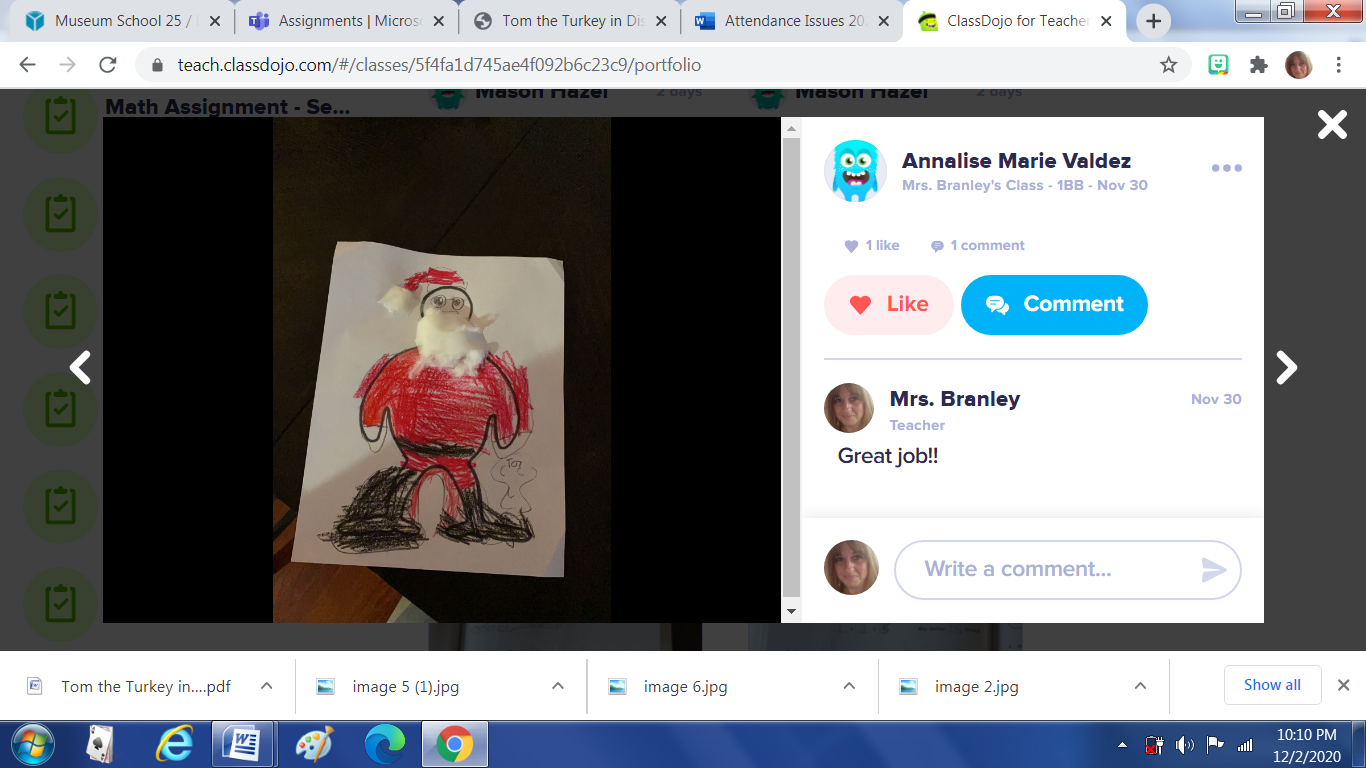 Museum School 25 /
Assignments | Micros
Tom the Turkey in Dis
Attendance Issues 20
ClassDojo for Teache
teach.classdojo.com/#/classes/5f4fa1d745ae4f092b6c23c9/portfolio
Math Assignment - Se...
Mason Hazel
2 days
Mason Hazel
2 days
Annalise Marie Valdez
Mrs. Branley's Class - 1BB - Nov 30
1 like
1 comment
Like
Comment
Mrs. Branley
Nov 30
Teacher
Great job!!
Write a comment...
Tom the Turkey in....pdf
image 5 (1).jpg
image 6.jpg
image 2.jpg
Show all
10:10 PM
12/2/2020